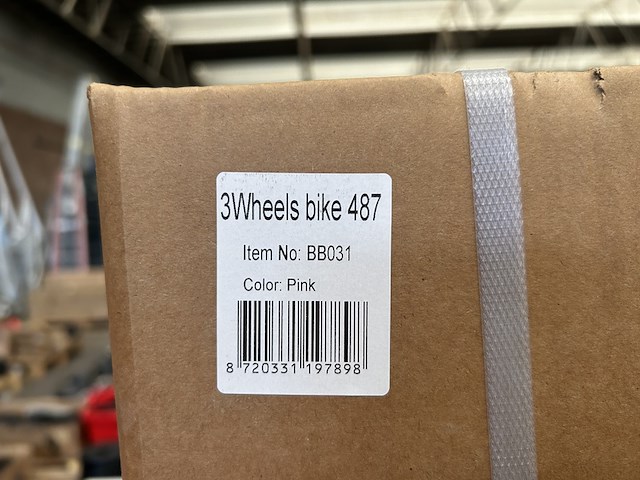 3Wheels bike 487
Item No: BB031
Color: Pink
8 720331 197898